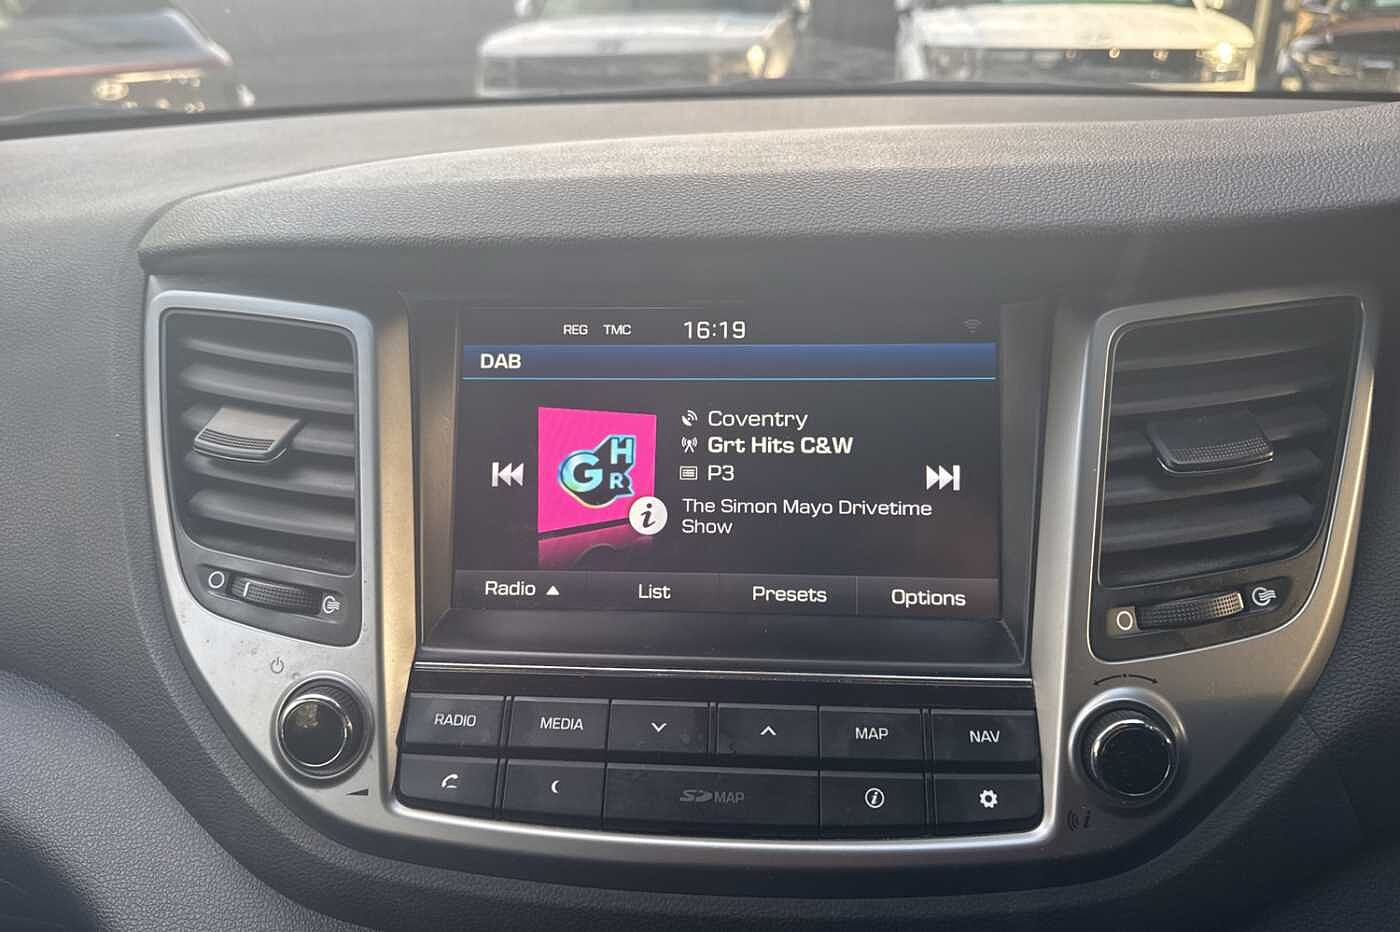 REG TMC 16:19
DAB
Coventry
Grt Hits C&W
P3
The Simon Mayo Drivetime
Show
GHR
i
Radio ▲ List Presets Options
RADIO MEDIA MAP NAV
SD MAP i
i